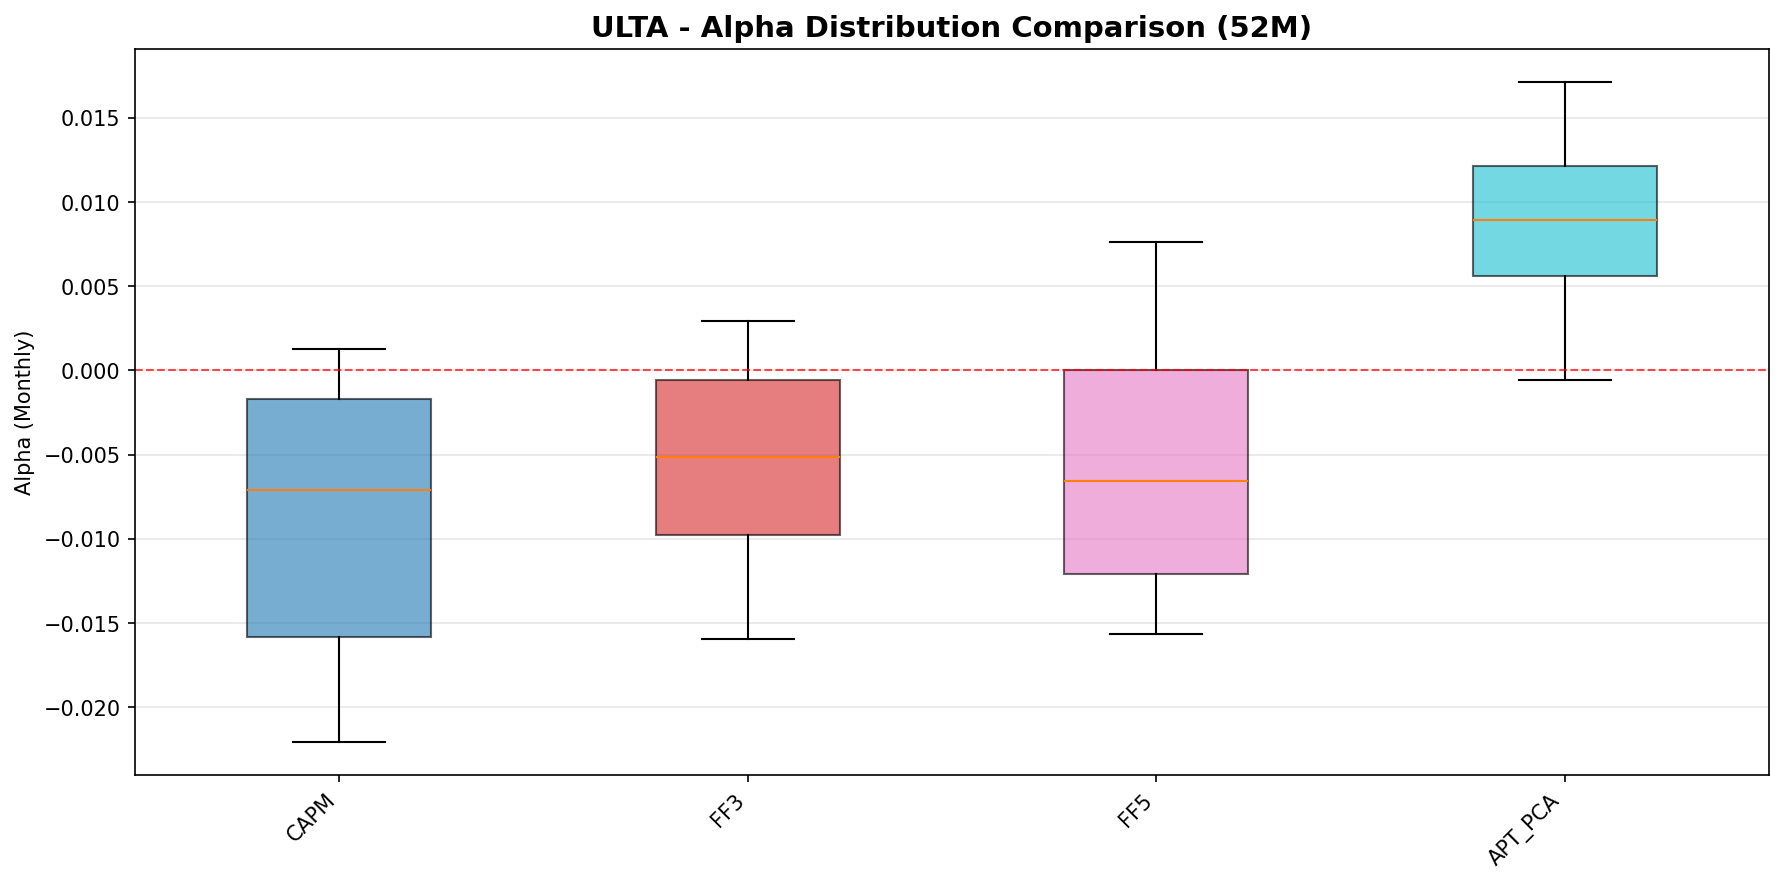 ULTA - Alpha Distribution Comparison (52M)
Alpha (Monthly)
0.015
0.010
0.005
0.000
−0.005
−0.010
−0.015
−0.020
CAPM
FF3
FF5
APT_PCA